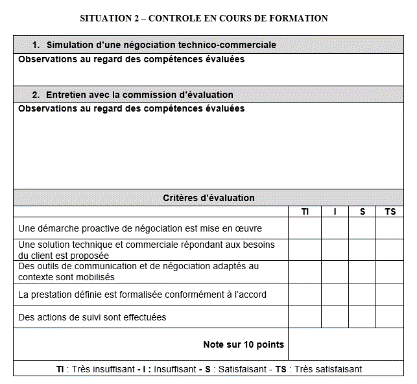 SITUATION 2 – CONTROLE EN COURS DE FORMATION
1. Simulation d'une négociation technico-commerciale
Observations au regard des compétences évaluées
2. Entretien avec la commission d'évaluation
Observations au regard des compétences évaluées
Critères d'évaluation
TI I S TS
Une démarche proactive de négociation est mise en œuvre
Une solution technique et commerciale répondant aux besoins
du client est proposée
Des outils de communication et de négociation adaptés au
contexte sont mobilisés
La prestation définie est formalisée conformément à l'accord
Des actions de suivi sont effectuées
Note sur 10 points
TI : Très insuffisant - I : Insuffisant - S : Satisfaisant - TS : Très satisfaisant